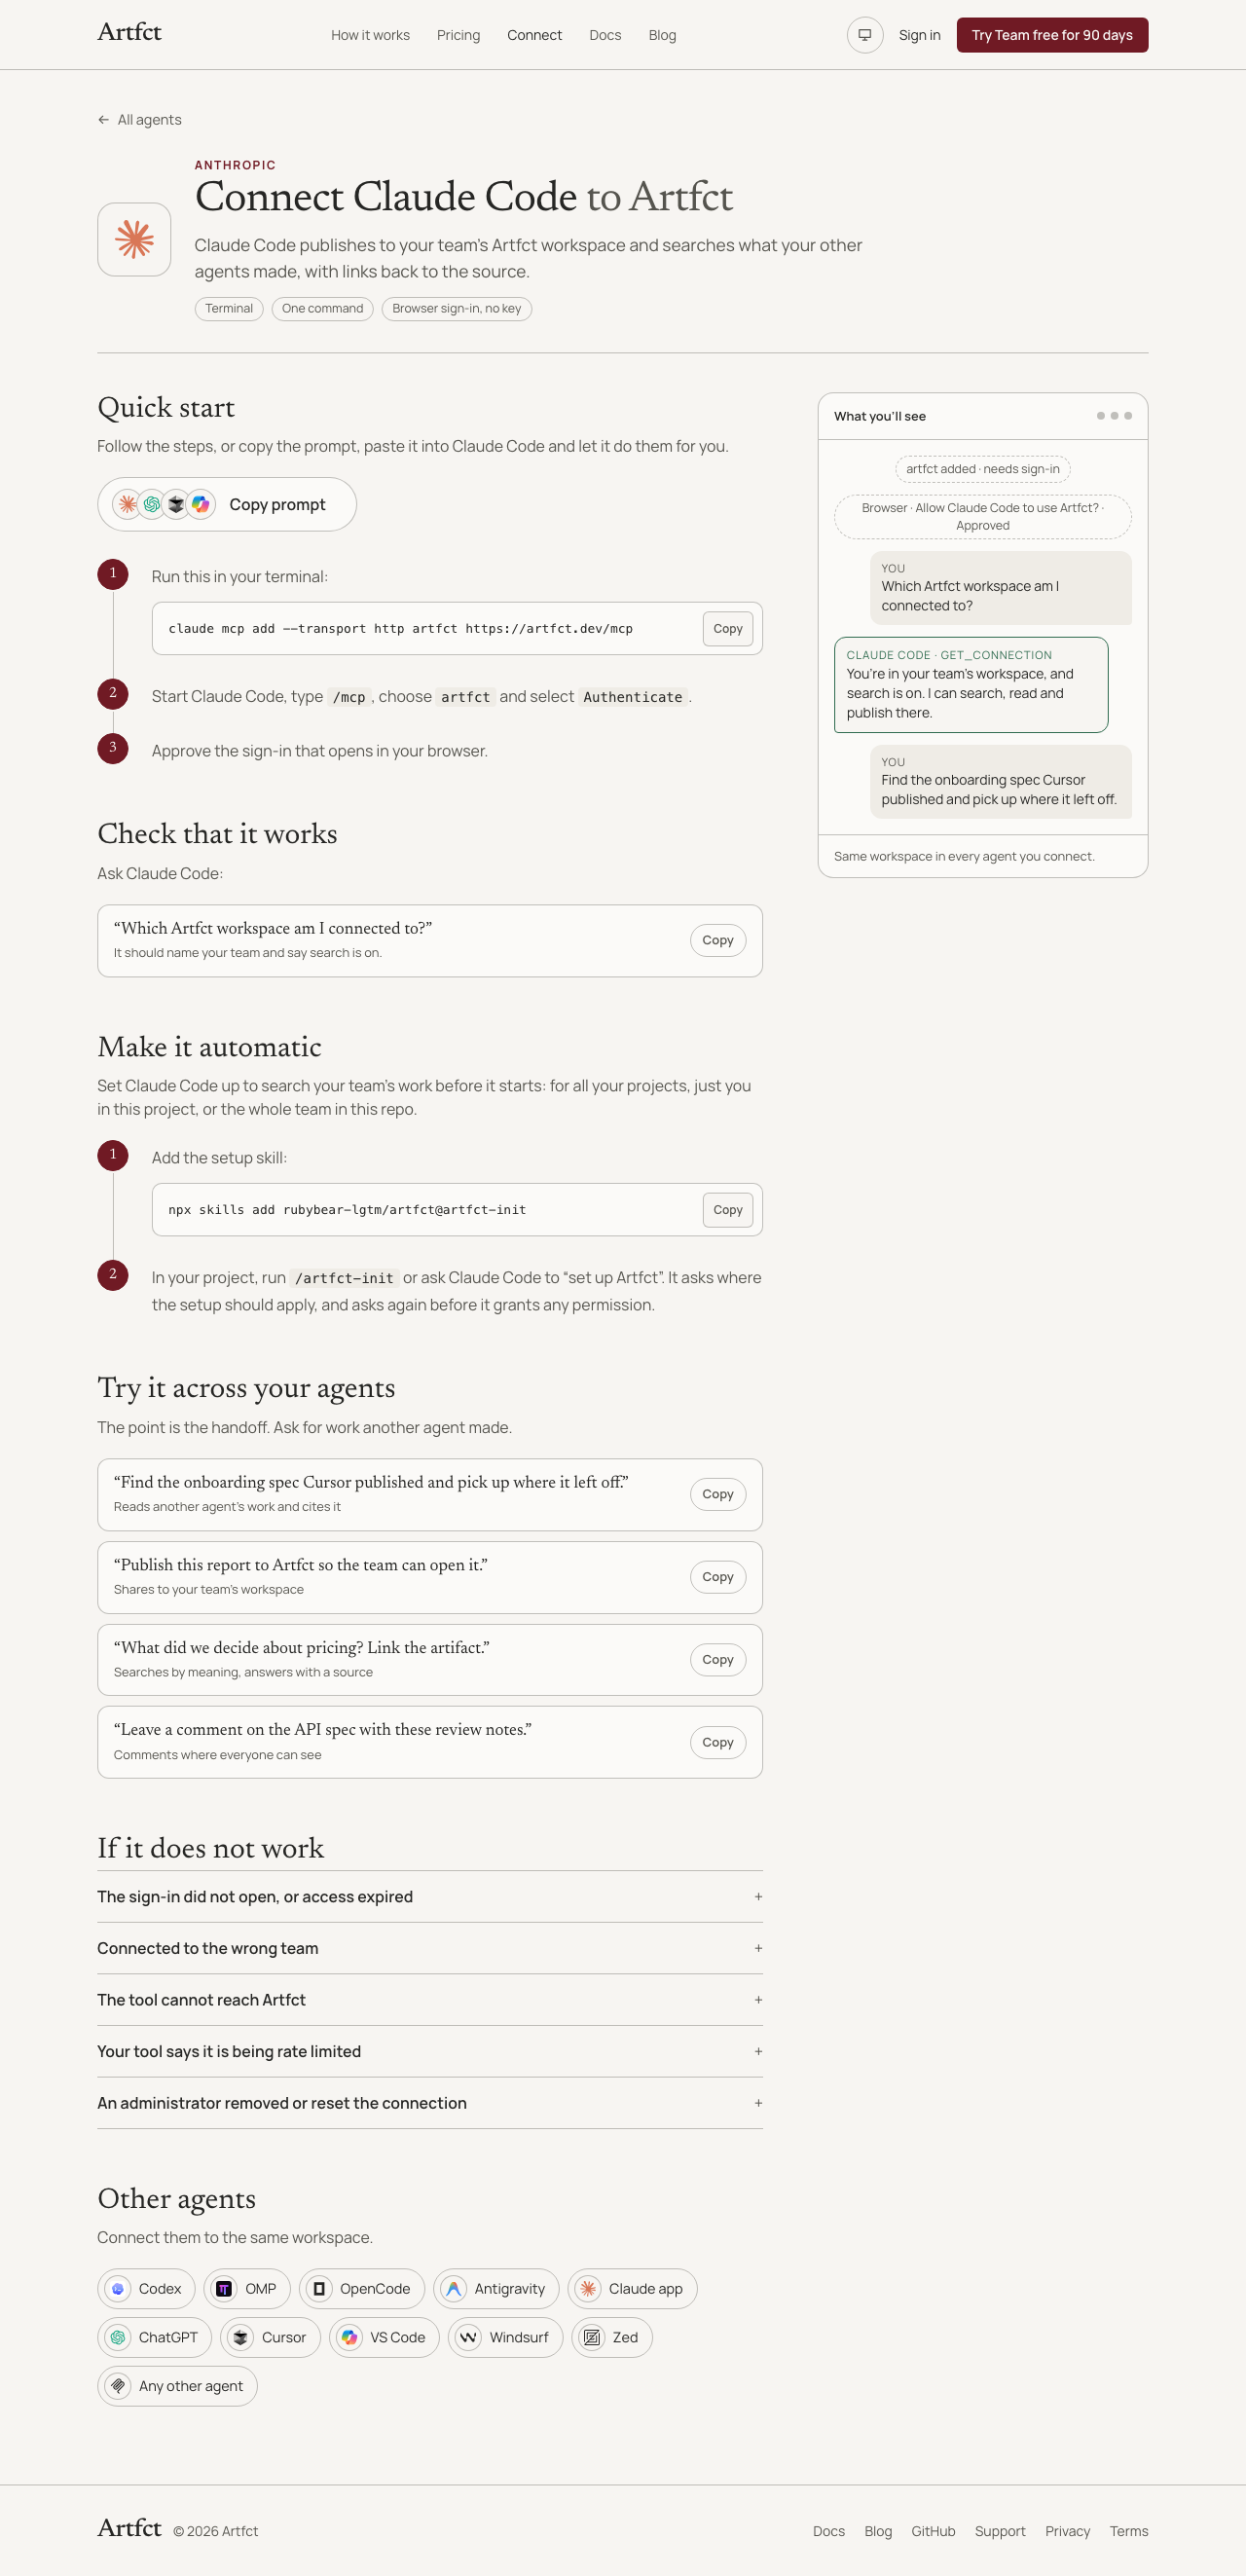 Artfct
How it works
Pricing
Connect
Docs
Blog
Sign in
Try Team free for 90 days
← All agents
ANTHROPIC
Connect Claude Code to Artfct
Claude Code publishes to your team's Artfct workspace and searches what your other
agents made, with links back to the source.
Terminal
One command
Browser sign-in, no key
Quick start
Follow the steps, or copy the prompt, paste it into Claude Code and let it do them for you.
Copy prompt
1
Run this in your terminal:
claude mcp add --transport http artfct https://artfct.dev/mcp
Copy
2
Start Claude Code, type /mcp, choose artfct and select Authenticate.
3
Approve the sign-in that opens in your browser.
What you'll see
artfct added · needs sign-in
Browser · Allow Claude Code to use Artfct? ·
Approved
YOU
Which Artfct workspace am I
connected to?
CLAUDE CODE · GET_CONNECTION
You're in your team's workspace, and
search is on. I can search, read and
publish there.
YOU
Find the onboarding spec Cursor
published and pick up where it left off.
Same workspace in every agent you connect.
Check that it works
Ask Claude Code:
“Which Artfct workspace am I connected to?”
It should name your team and say search is on.
Copy
Make it automatic
Set Claude Code up to search your team's work before it starts: for all your projects, just you
in this project, or the whole team in this repo.
1
Add the setup skill:
npx skills add rubybear-lgtm/artfct@artfct-init
Copy
2
In your project, run /artfct-init or ask Claude Code to “set up Artfct”. It asks where
the setup should apply, and asks again before it grants any permission.
Try it across your agents
The point is the handoff. Ask for work another agent made.
“Find the onboarding spec Cursor published and pick up where it left off.”
Reads another agent's work and cites it
Copy
“Publish this report to Artfct so the team can open it.”
Shares to your team's workspace
Copy
“What did we decide about pricing? Link the artifact.”
Searches by meaning, answers with a source
Copy
“Leave a comment on the API spec with these review notes.”
Comments where everyone can see
Copy
If it does not work
The sign-in did not open, or access expired +
Connected to the wrong team +
The tool cannot reach Artfct +
Your tool says it is being rate limited +
An administrator removed or reset the connection +
Other agents
Connect them to the same workspace.
Codex
OMP
OpenCode
Antigravity
Claude app
ChatGPT
Cursor
VS Code
Windsurf
Zed
Any other agent
Artfct © 2026 Artfct
Docs
Blog
GitHub
Support
Privacy
Terms